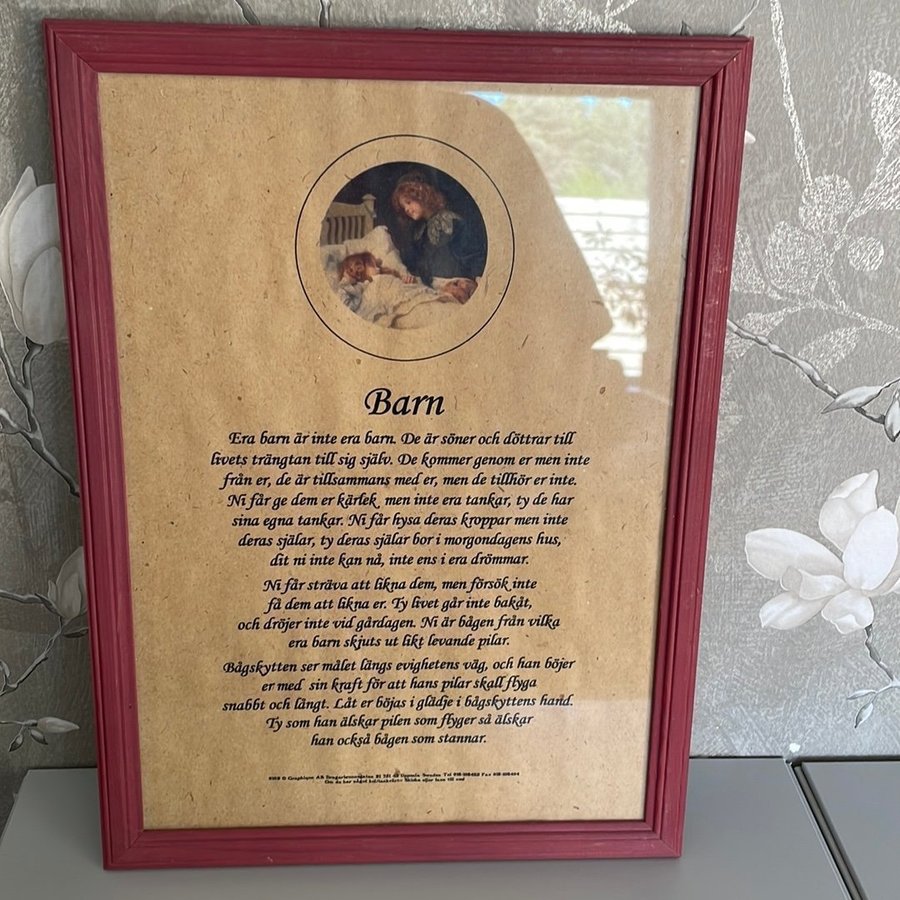 Barn
Era barn är inte era barn. De är söner och döttrar till
livets trängtan till sig själv. De kommer genom er men inte
från er, de är tillsammans med er, men de tillhör er inte.
Ni får ge dem er kärlek men inte era tankar, ty de har
sina egna tankar. Ni får hysa deras kroppar men inte
deras själar, ty deras själar bor i morgondagens hus,
dit ni inte kan nå, inte ens i era drömmar.
Ni får sträva att likna dem, men försök inte
få dem att likna er. Ty livet går inte bakåt,
och dröjer inte vid gårdagen. Ni är bågen från vilka
era barn skjuts ut likt levande pilar.
Bågskytten ser målet längs evighetens väg, och han böjer
er med sin kraft för att hans pilar skall flyga
snabbt och långt. Låt er böjas i glädje i bågskyttens hand.
Ty som han älskar pilen som flyger så älskar
han också bågen som stannar.
© Graphique AB Uppsala Sweden Tel Fax